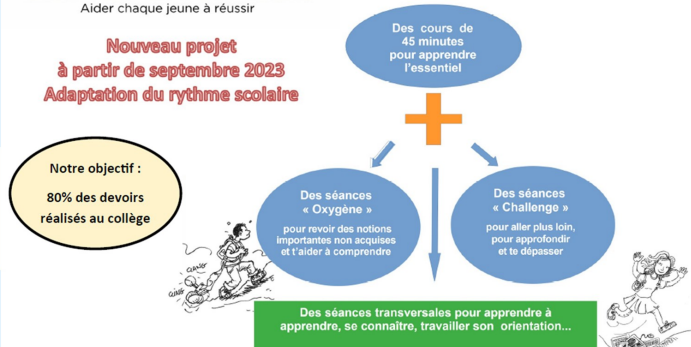 Aider chaque jeune à réussir
Nouveau projet
à partir de septembre 2023
Adaptation du rythme scolaire
Des cours de
45 minutes
pour apprendre
l'essentiel
Notre objectif :
80% des devoirs
réalisés au collège
Des séances
« Oxygène »
pour revoir des notions
importantes non acquises
et t'aider à comprendre
Des séances
« Challenge »
pour aller plus loin,
pour approfondir
et te dépasser
Des séances transversales pour apprendre à
apprendre, se connaître, travailler son orientation...